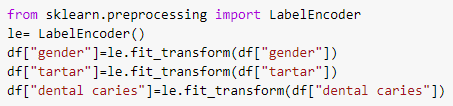 from sklearn.preprocessing import LabelEncoder
le= LabelEncoder()
df["gender"]=le.fit_transform(df["gender"])
df["tartar"]=le.fit_transform(df["tartar"])
df["dental caries"]=le.fit_transform(df["dental caries"])